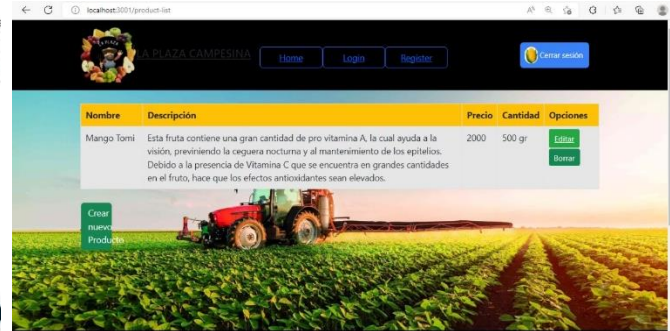 localhost:3001/product-list
LA PLAZA CAMPESINA
Home
Login
Register
Cerrar sesión
Nombre
Descripción
Precio
Cantidad
Opciones
Mango Tomi
Esta fruta contiene una gran cantidad de pro vitamina A, la cual ayuda a la
visión, previniendo la ceguera nocturna y al mantenimiento de los epitelios.
Debido a la presencia de Vitamina C que se encuentra en grandes cantidades
en el fruto, hace que los efectos antioxidantes sean elevados.
2000
500 gr
Editar
Borrar
Crear
nuevo
Producto